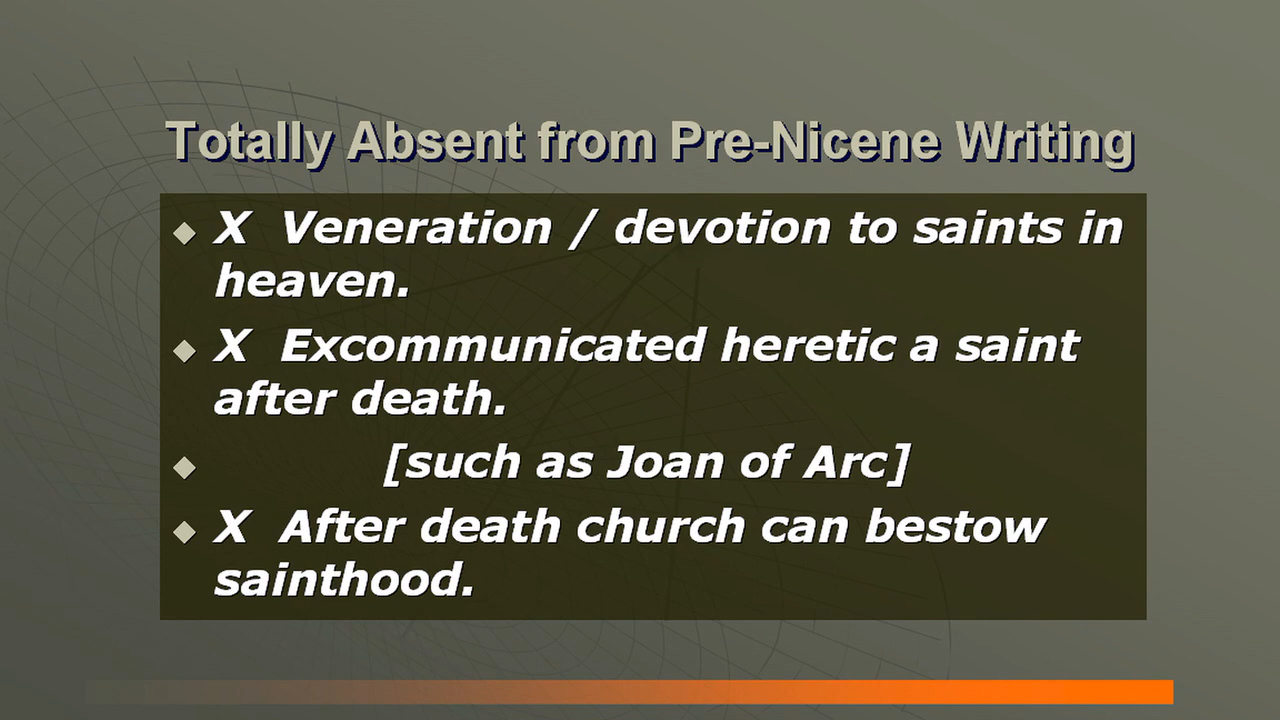 Totally Absent from Pre-Nicene Writing
◆ X Veneration / devotion to saints in
heaven.
◆ X Excommunicated heretic a saint
after death.
◆ [such as Joan of Arc]
◆ X After death church can bestow
sainthood.